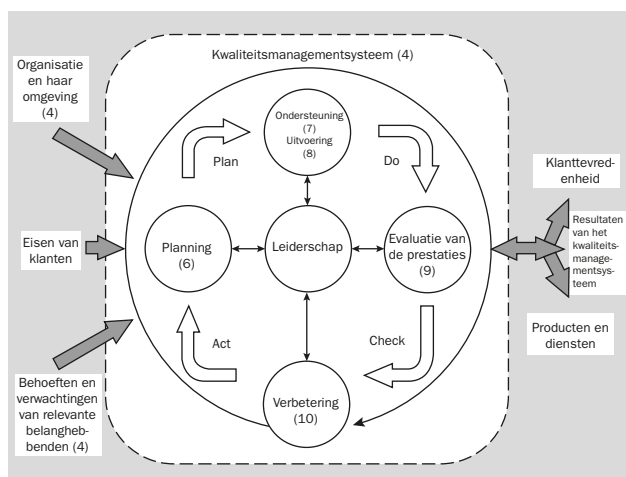 Kwaliteitsmanagementsysteem (4)
Organisatie
en haar
omgeving
(4)
Ondersteuning
(7)
Uitvoering
(8)
Plan
Do
Klanttevred-
enheid
Eisen van
klanten
Planning
(6)
Leiderschap
Evaluatie van
de prestaties
(9)
Resultaten
van het
kwaliteits-
manage-
mentsys-
teem
Act
Check
Producten en
diensten
Behoeften en
verwachtingen
van relevante
belangheb-
benden (4)
Verbetering
(10)